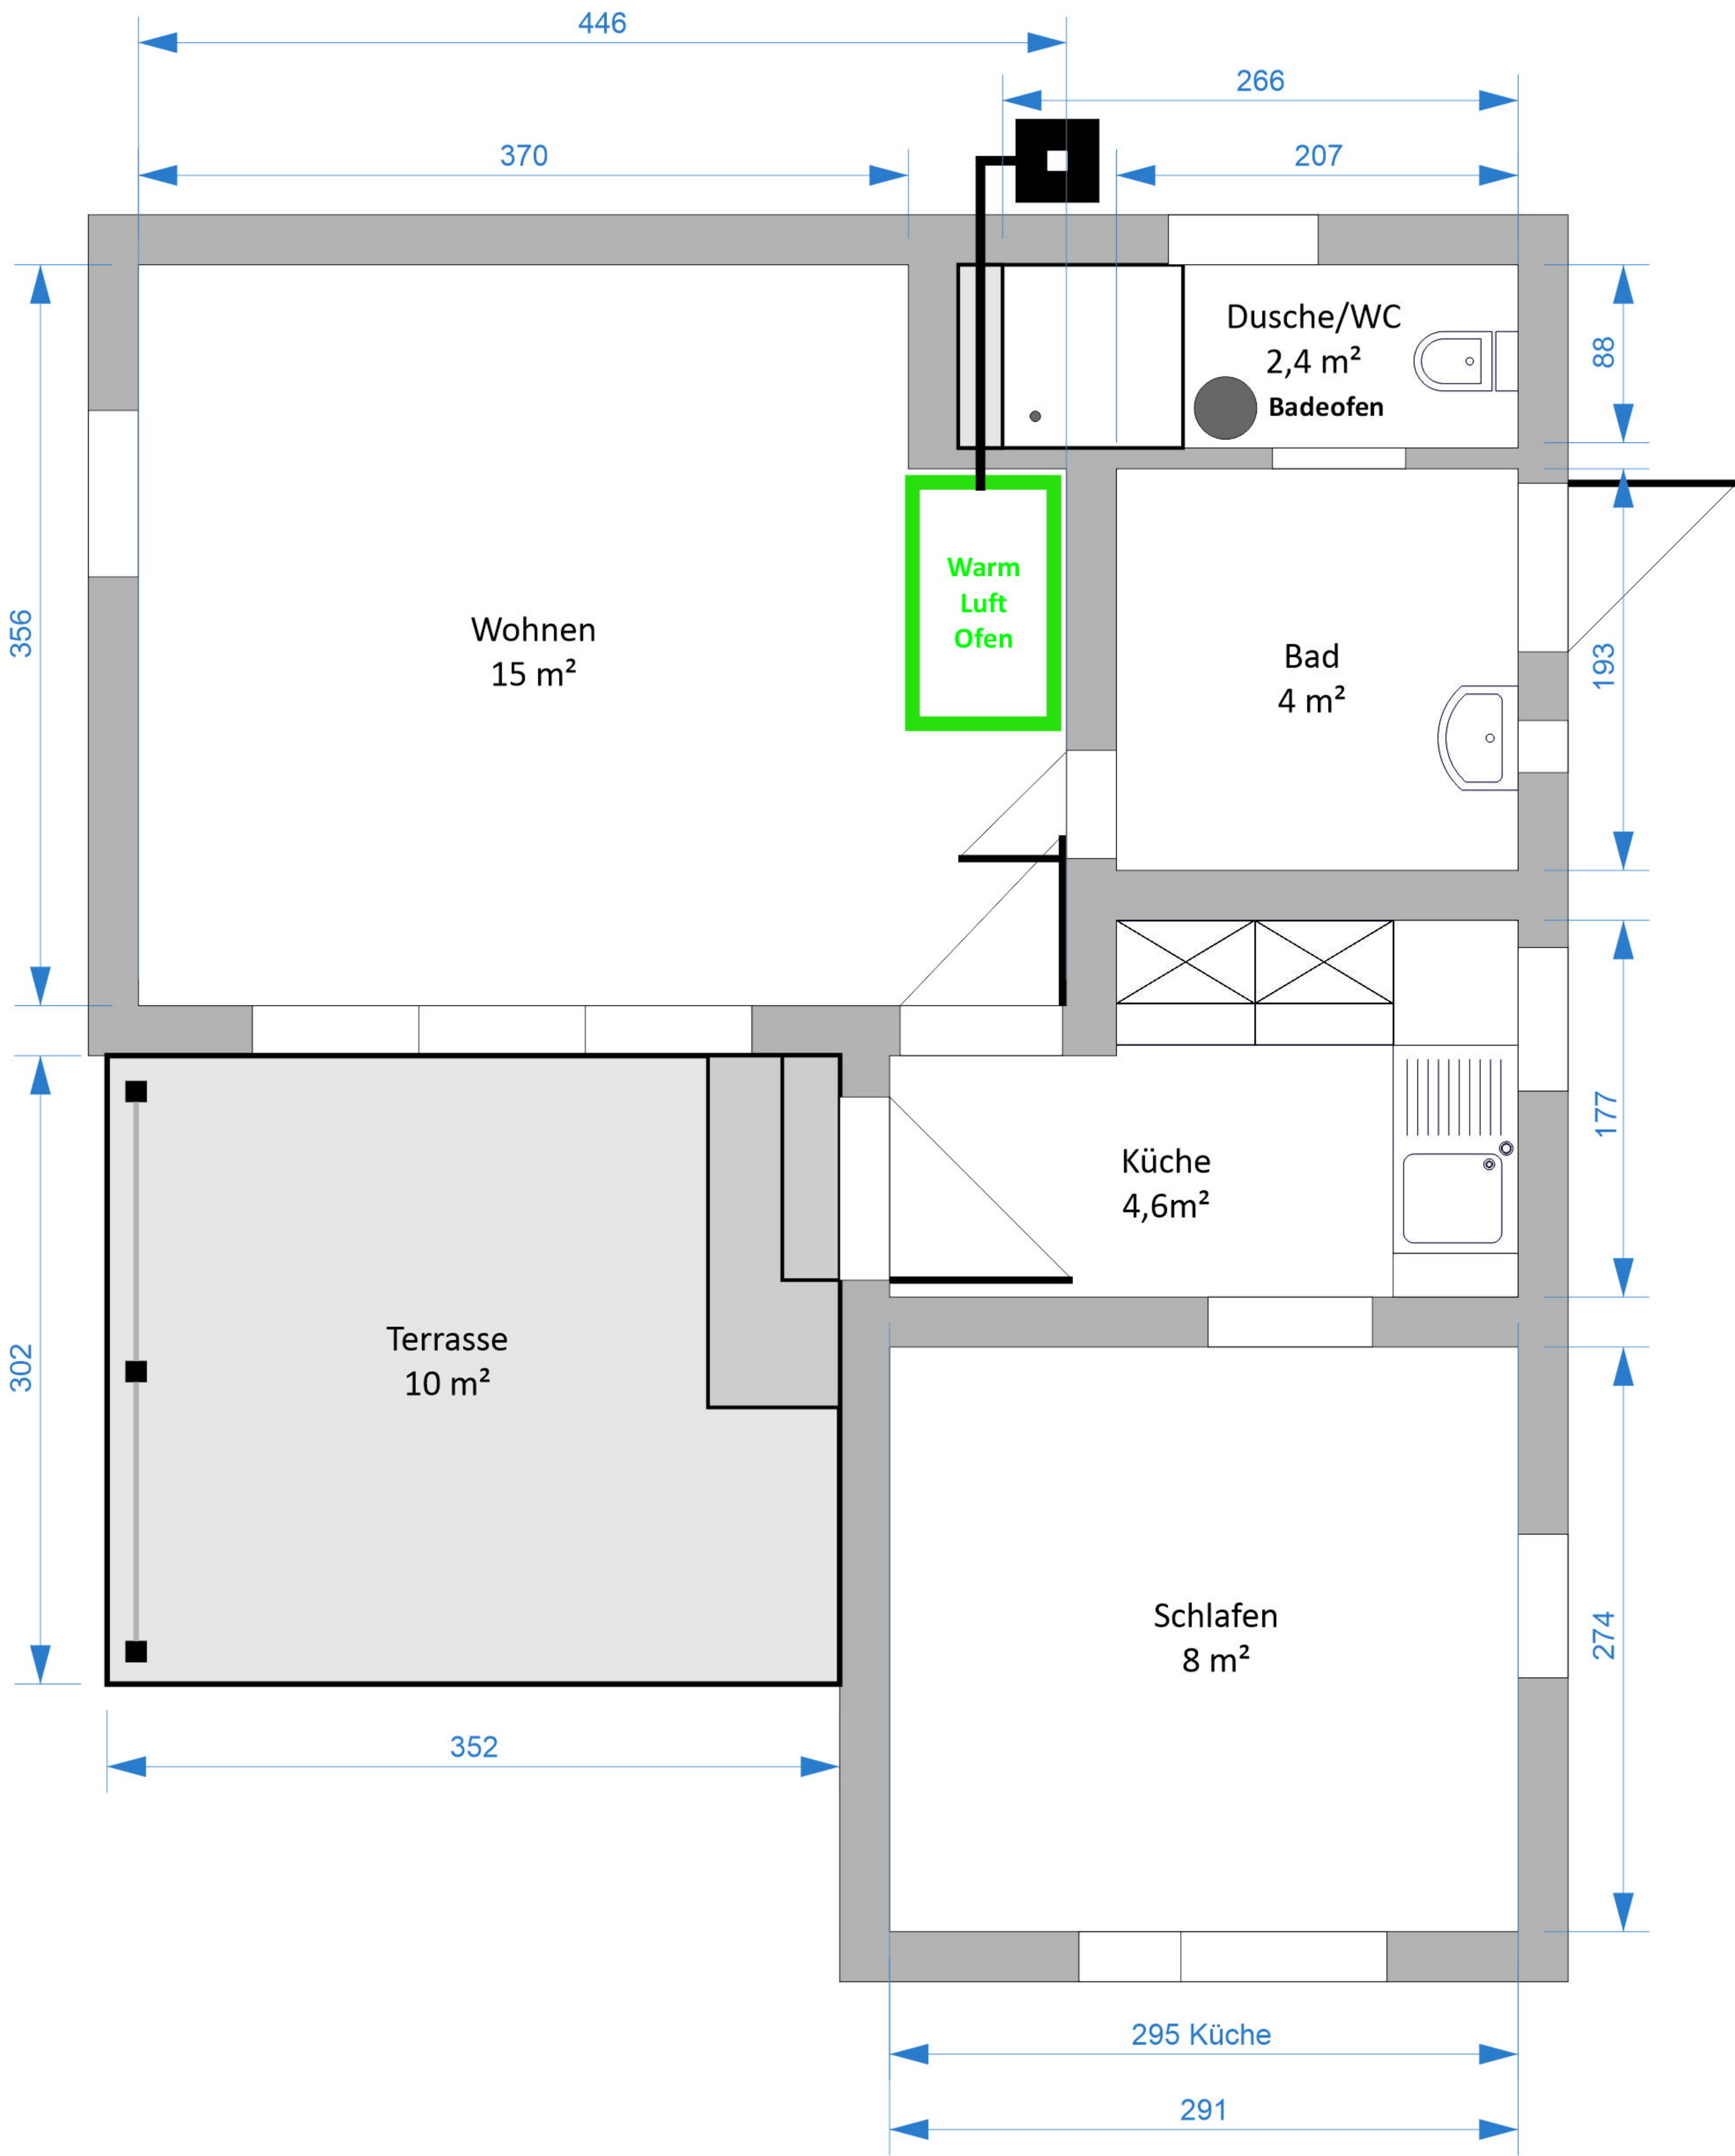 446
266
370
207
Dusche/WC
2,4 m²
Badeofen
88
Warm
Luft
Ofen
Wohnen
15 m²
356
Bad
4 m²
193
177
Küche
4,6m²
Terrasse
10 m²
302
Schlafen
8 m²
274
352
295 Küche
291